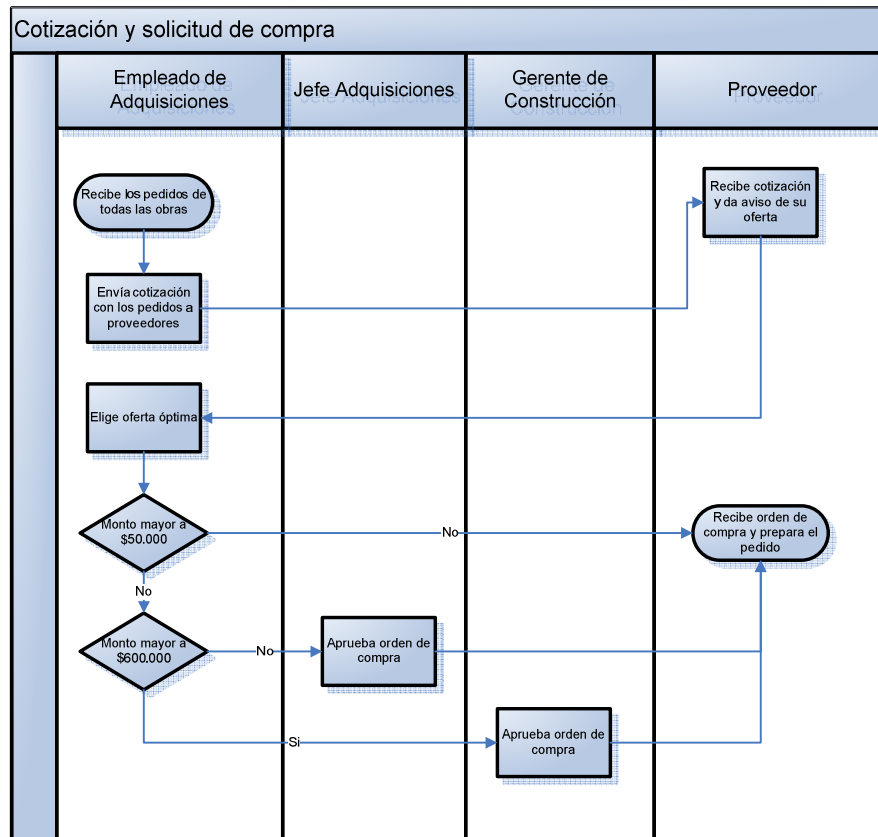 Cotización y solicitud de compra
Empleado de
Adquisiciones
Jefe Adquisiciones
Gerente de
Construcción
Proveedor
Recibe los pedidos de
todas las obras
Recibe cotización
y da aviso de su
oferta
Envía cotización
con los pedidos a
proveedores
Elige oferta óptima
Monto mayor a
$50.000
No
Recibe orden de
compra y prepara el
pedido
No
Monto mayor a
$600.000
No
Aprueba orden de
compra
Si
Aprueba orden de
compra